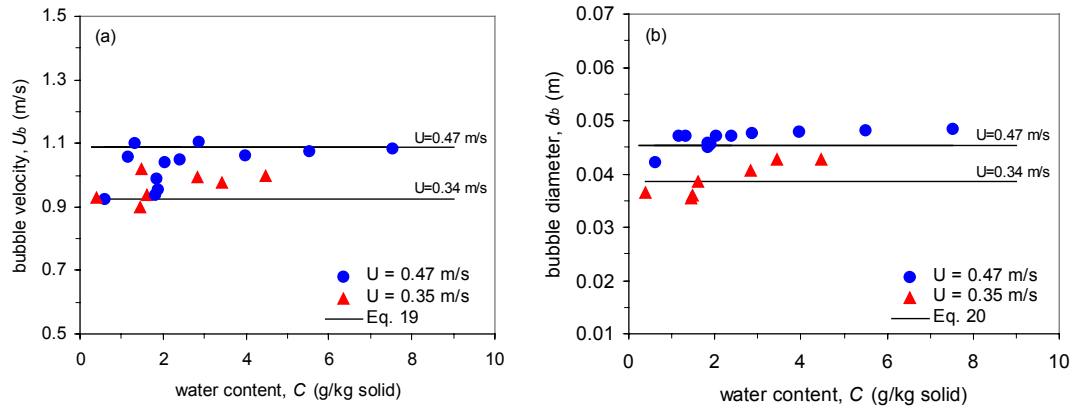 (a)
1.5
1.3
1.1
0.9
0.7
0.5
bubble velocity, Ub (m/s)
U=0.47 m/s
U=0.34 m/s
U = 0.47 m/s
U = 0.35 m/s
Eq. 19
0 2 4 6 8 10
water content, C (g/kg solid)
(b)
0.07
0.06
0.05
0.04
0.03
0.02
0.01
bubble diameter, db (m)
U=0.47 m/s
U=0.34 m/s
U = 0.47 m/s
U = 0.35 m/s
Eq. 20
0 2 4 6 8 10
water content, C (g/kg solid)